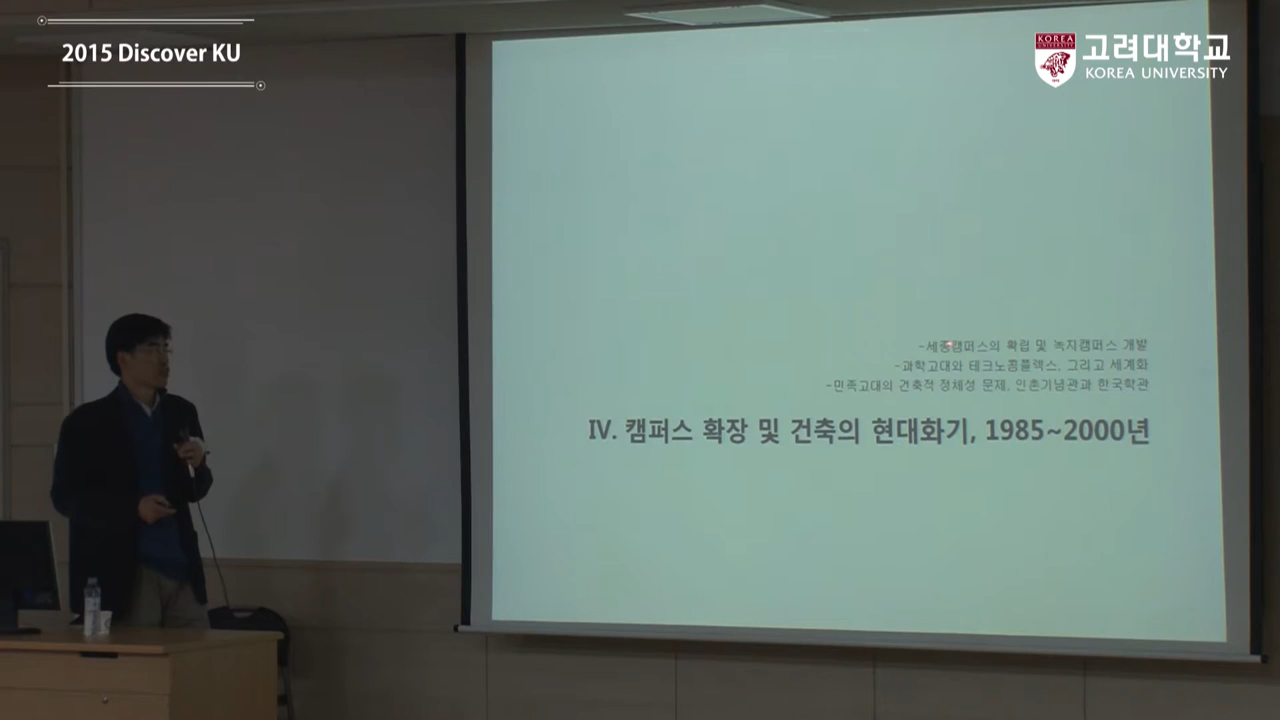 2015 Discover KU
KOREA
고려대학교
KOREA UNIVERSITY
-세종캠퍼스의 확립 및 녹지캠퍼스 개발
-과학고대와 테크노콤플렉스, 그리고 세계화
-민족고대의 건축적 정체성 문제, 인촌기념관과 한국학관
IV. 캠퍼스 확장 및 건축의 현대화기, 1985~2000년